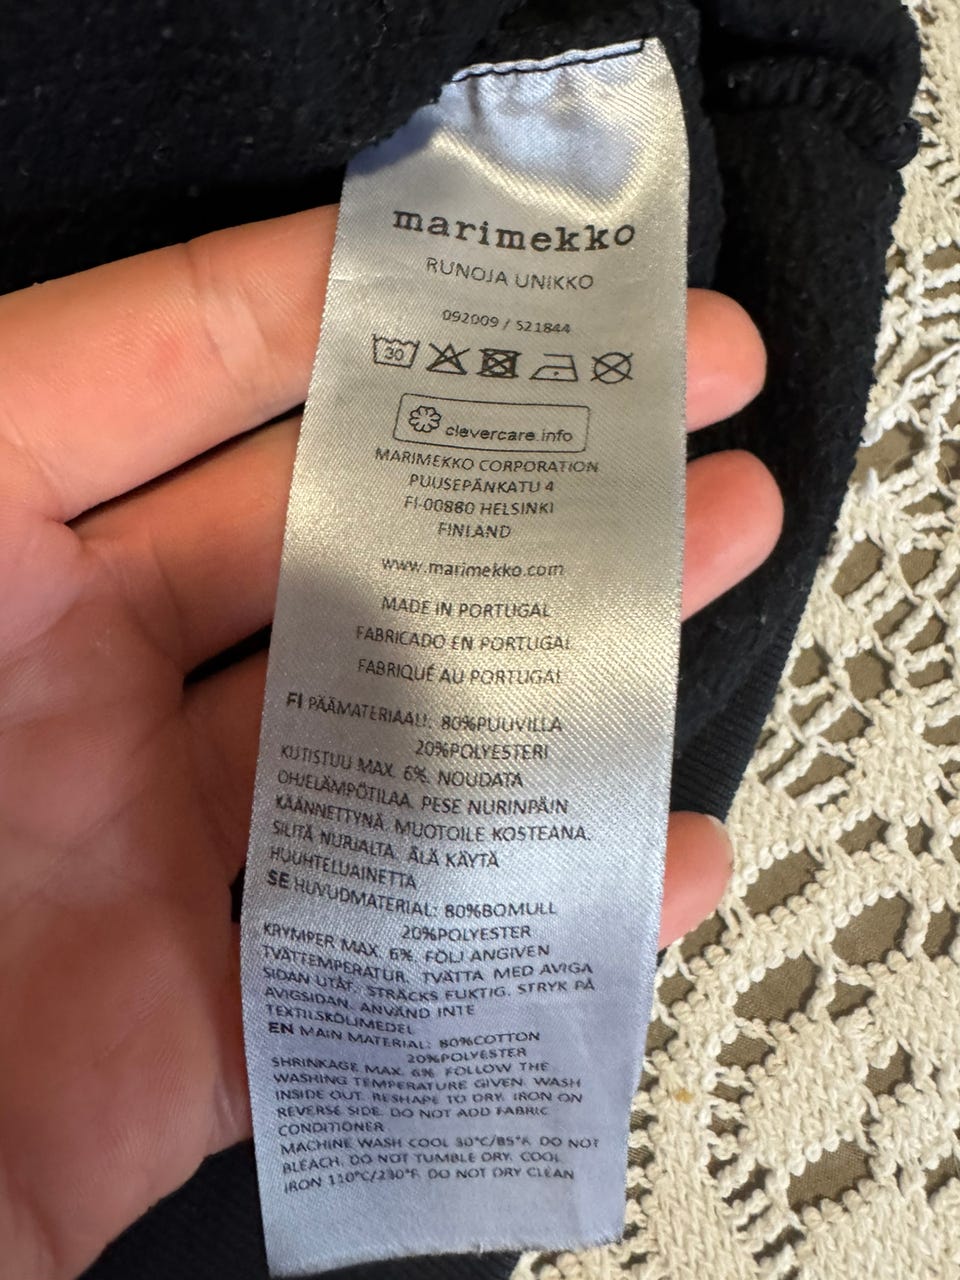 marimekko
RUNOJA UNIKKO
092009 / 521844
30
clevercare.info
MARIMEKKO CORPORATION
PUUSEPÄNKATU 4
FI-00880 HELSINKI
FINLAND
www.marimekko.com
MADE IN PORTUGAL
FABRICADO EN PORTUGAL
FABRIQUÉ AU PORTUGAL
FI PÄÄMATERIAALI: 80%PUUVILLA
20%POLYESTERI
KUTISTUU MAX. 6%. NOUDATA
OHJELÄMPÖTILAA. PESE NURINPÄIN
KÄÄNNETTYNÄ. MUOTOILE KOSTEANA.
SILITÄ NURJALTA. ÄLÄ KÄYTÄ
HUUHTELUAINETTA
SE HUVUDMATERIAL: 80%BOMULL
20%POLYESTER
KRYMPER MAX. 6%. FÖLJ ANGIVEN
TVÄTTEMPERATUR. TVÄTTA MED AVIGA
SIDAN UTÅT. STRÄCKS FUKTIG. STRYK PÅ
AVIGSIDAN. ANVÄND INTE
TEXTILSKÖLJMEDEL
EN MAIN MATERIAL: 80%COTTON
20%POLYESTER
SHRINKAGE MAX. 6%. FOLLOW THE
WASHING TEMPERATURE GIVEN. WASH
INSIDE OUT. RESHAPE TO DRY. IRON ON
REVERSE SIDE. DO NOT ADD FABRIC
CONDITIONER
MACHINE WASH COOL 30°C/85°F. DO NOT
BLEACH. DO NOT TUMBLE DRY. COOL
IRON 110°C/230°F. DO NOT DRY CLEAN